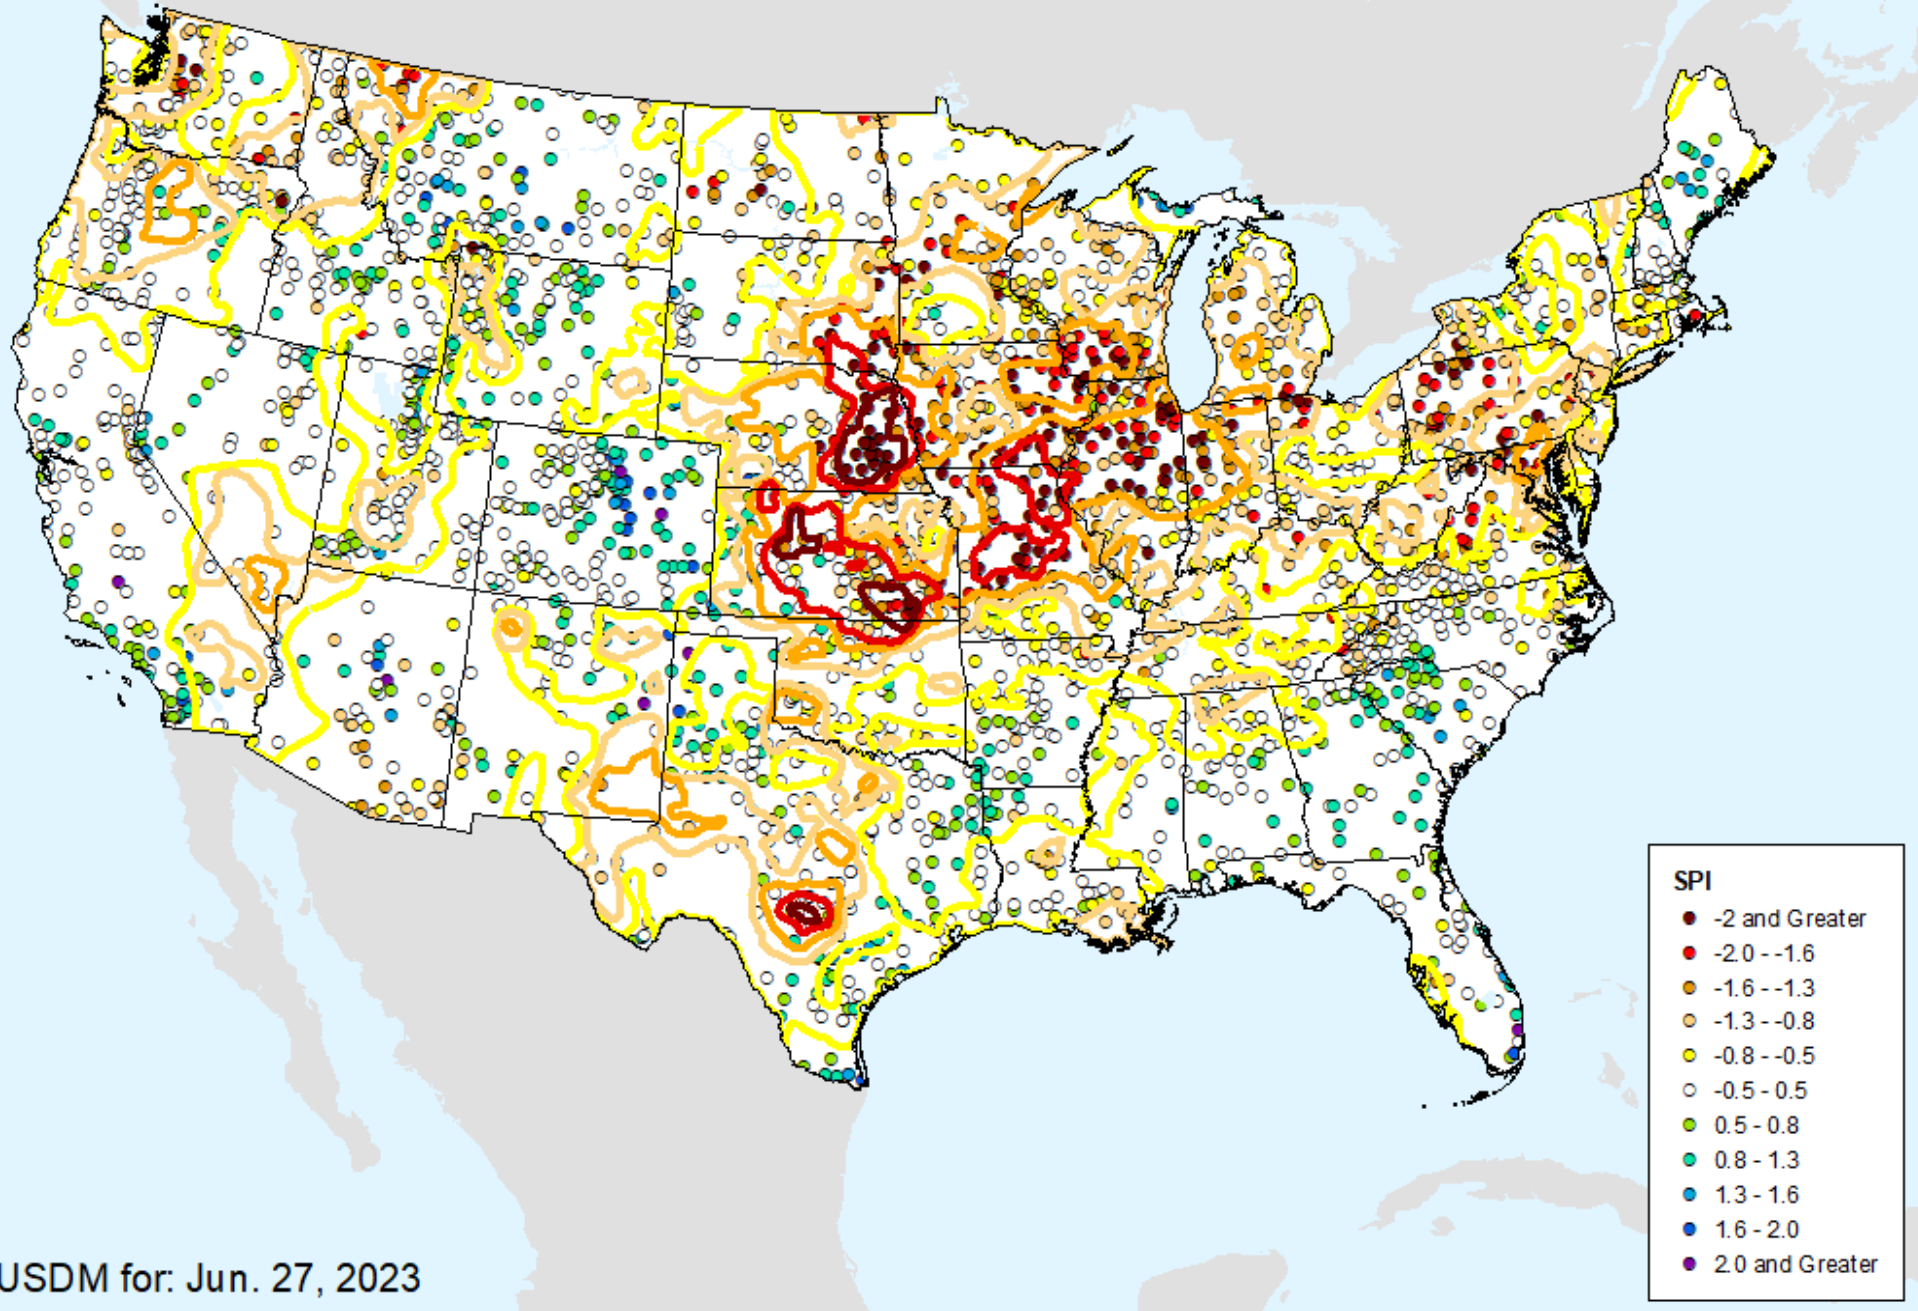 SPI
-2 and Greater
-2.0 - -1.6
-1.6 - -1.3
-1.3 - -0.8
-0.8 - -0.5
-0.5 - 0.5
0.5 - 0.8
0.8 - 1.3
1.3 - 1.6
1.6 - 2.0
2.0 and Greater
USDM for: Jun. 27, 2023